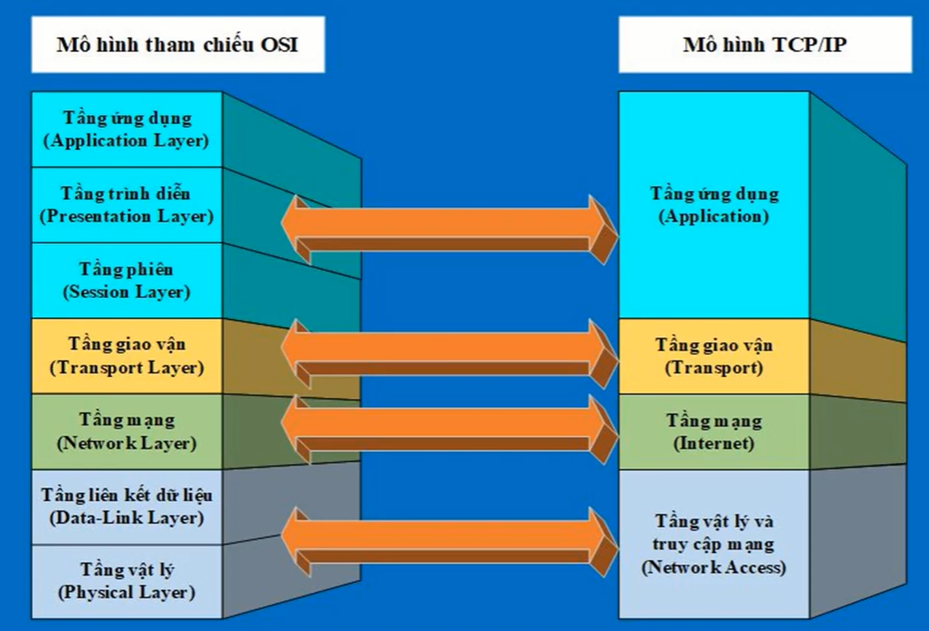 Mô hình tham chiếu OSI
Tầng ứng dụng
(Application Layer)
Tầng trình diễn
(Presentation Layer)
Tầng phiên
(Session Layer)
Tầng giao vận
(Transport Layer)
Tầng mạng
(Network Layer)
Tầng liên kết dữ liệu
(Data-Link Layer)
Tầng vật lý
(Physical Layer)
Mô hình TCP/IP
Tầng ứng dụng
(Application)
Tầng giao vận
(Transport)
Tầng mạng
(Internet)
Tầng vật lý và
truy cập mạng
(Network Access)